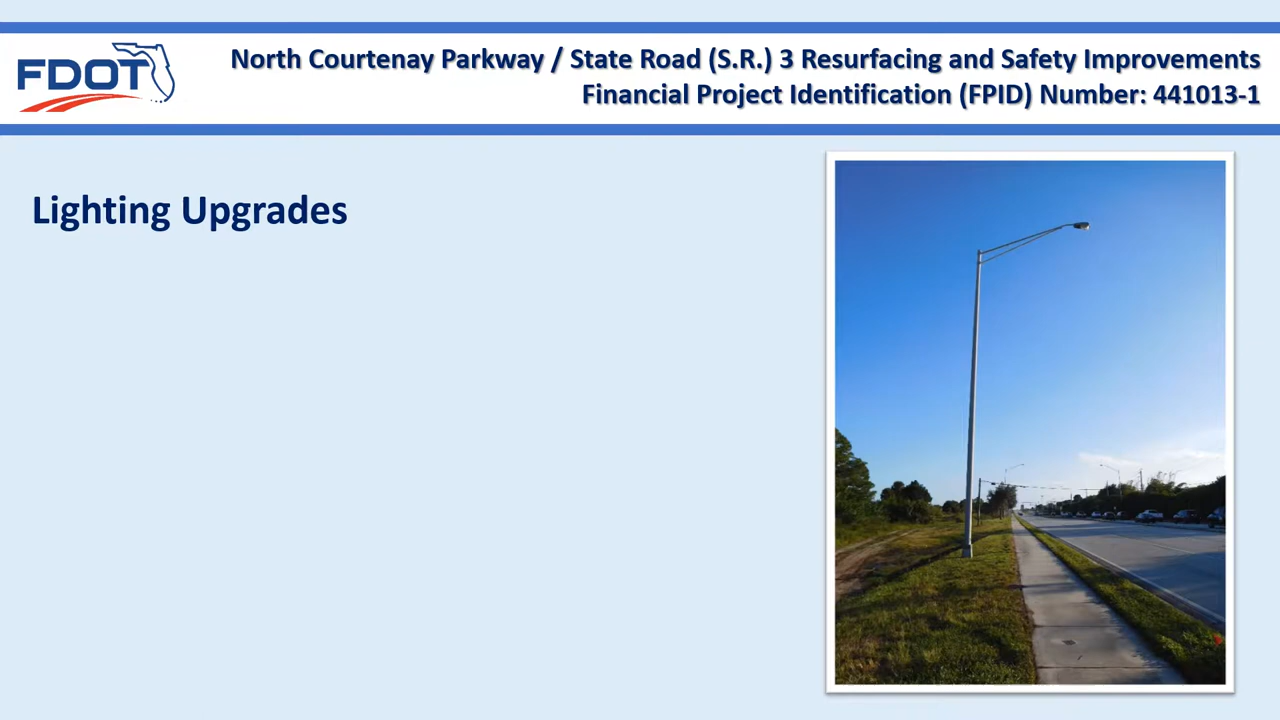 FDOT
North Courtenay Parkway / State Road (S.R.) 3 Resurfacing and Safety Improvements
Financial Project Identification (FPID) Number: 441013-1
Lighting Upgrades